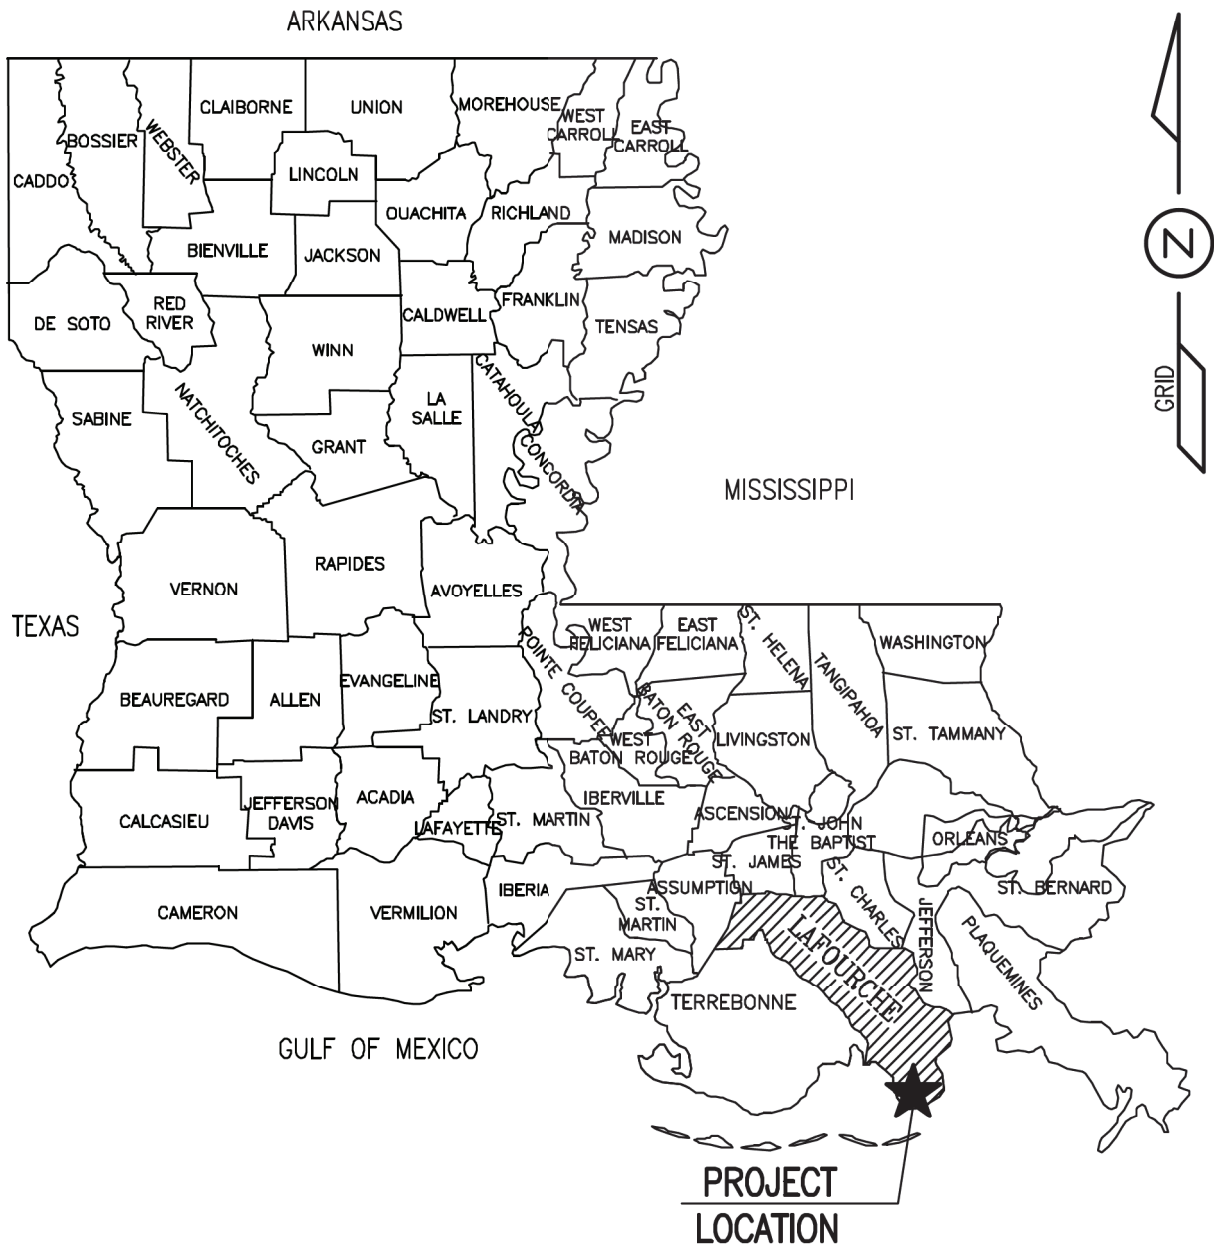 ARKANSAS
CLAIBORNE
UNION
MOREHOUSE
WEST
CARROLL
EAST
CARROLL
BOSSIER
WEBSTER
CADDO
LINCOLN
OUACHITA
RICHLAND
MADISON
BIENVILLE
JACKSON
N
DE SOTO
RED
RIVER
CALDWELL
FRANKLIN
TENSAS
WINN
GRID
SABINE
NATCHITOCHES
LA
SALLE
CATAHOULA
GRANT
CONCORDIA
MISSISSIPPI
VERNON
RAPIDES
AVOYELLES
TEXAS
WEST
FELICIANA
EAST
FELICIANA
ST. HELENA
WASHINGTON
POINTE COUPEE
TANGIPAHOA
BEAUREGARD
ALLEN
EVANGELINE
ST. LANDRY
EAST
BATON ROUGE
WEST
BATON ROUGE
LIVINGSTON
ST. TAMMANY
CALCASIEU
JEFFERSON
DAVIS
ACADIA
LAFAYETTE
ST. MARTIN
IBERVILLE
ASCENSION
ST. JOHN
THE BAPTIST
ORLEANS
ST. JAMES
ST. CHARLES
ST. BERNARD
CAMERON
VERMILION
IBERIA
ASSUMPTION
ST.
MARTIN
ST. MARY
LAFOURCHE
JEFFERSON
PLAQUEMINES
TERREBONNE
GULF OF MEXICO
PROJECT
LOCATION